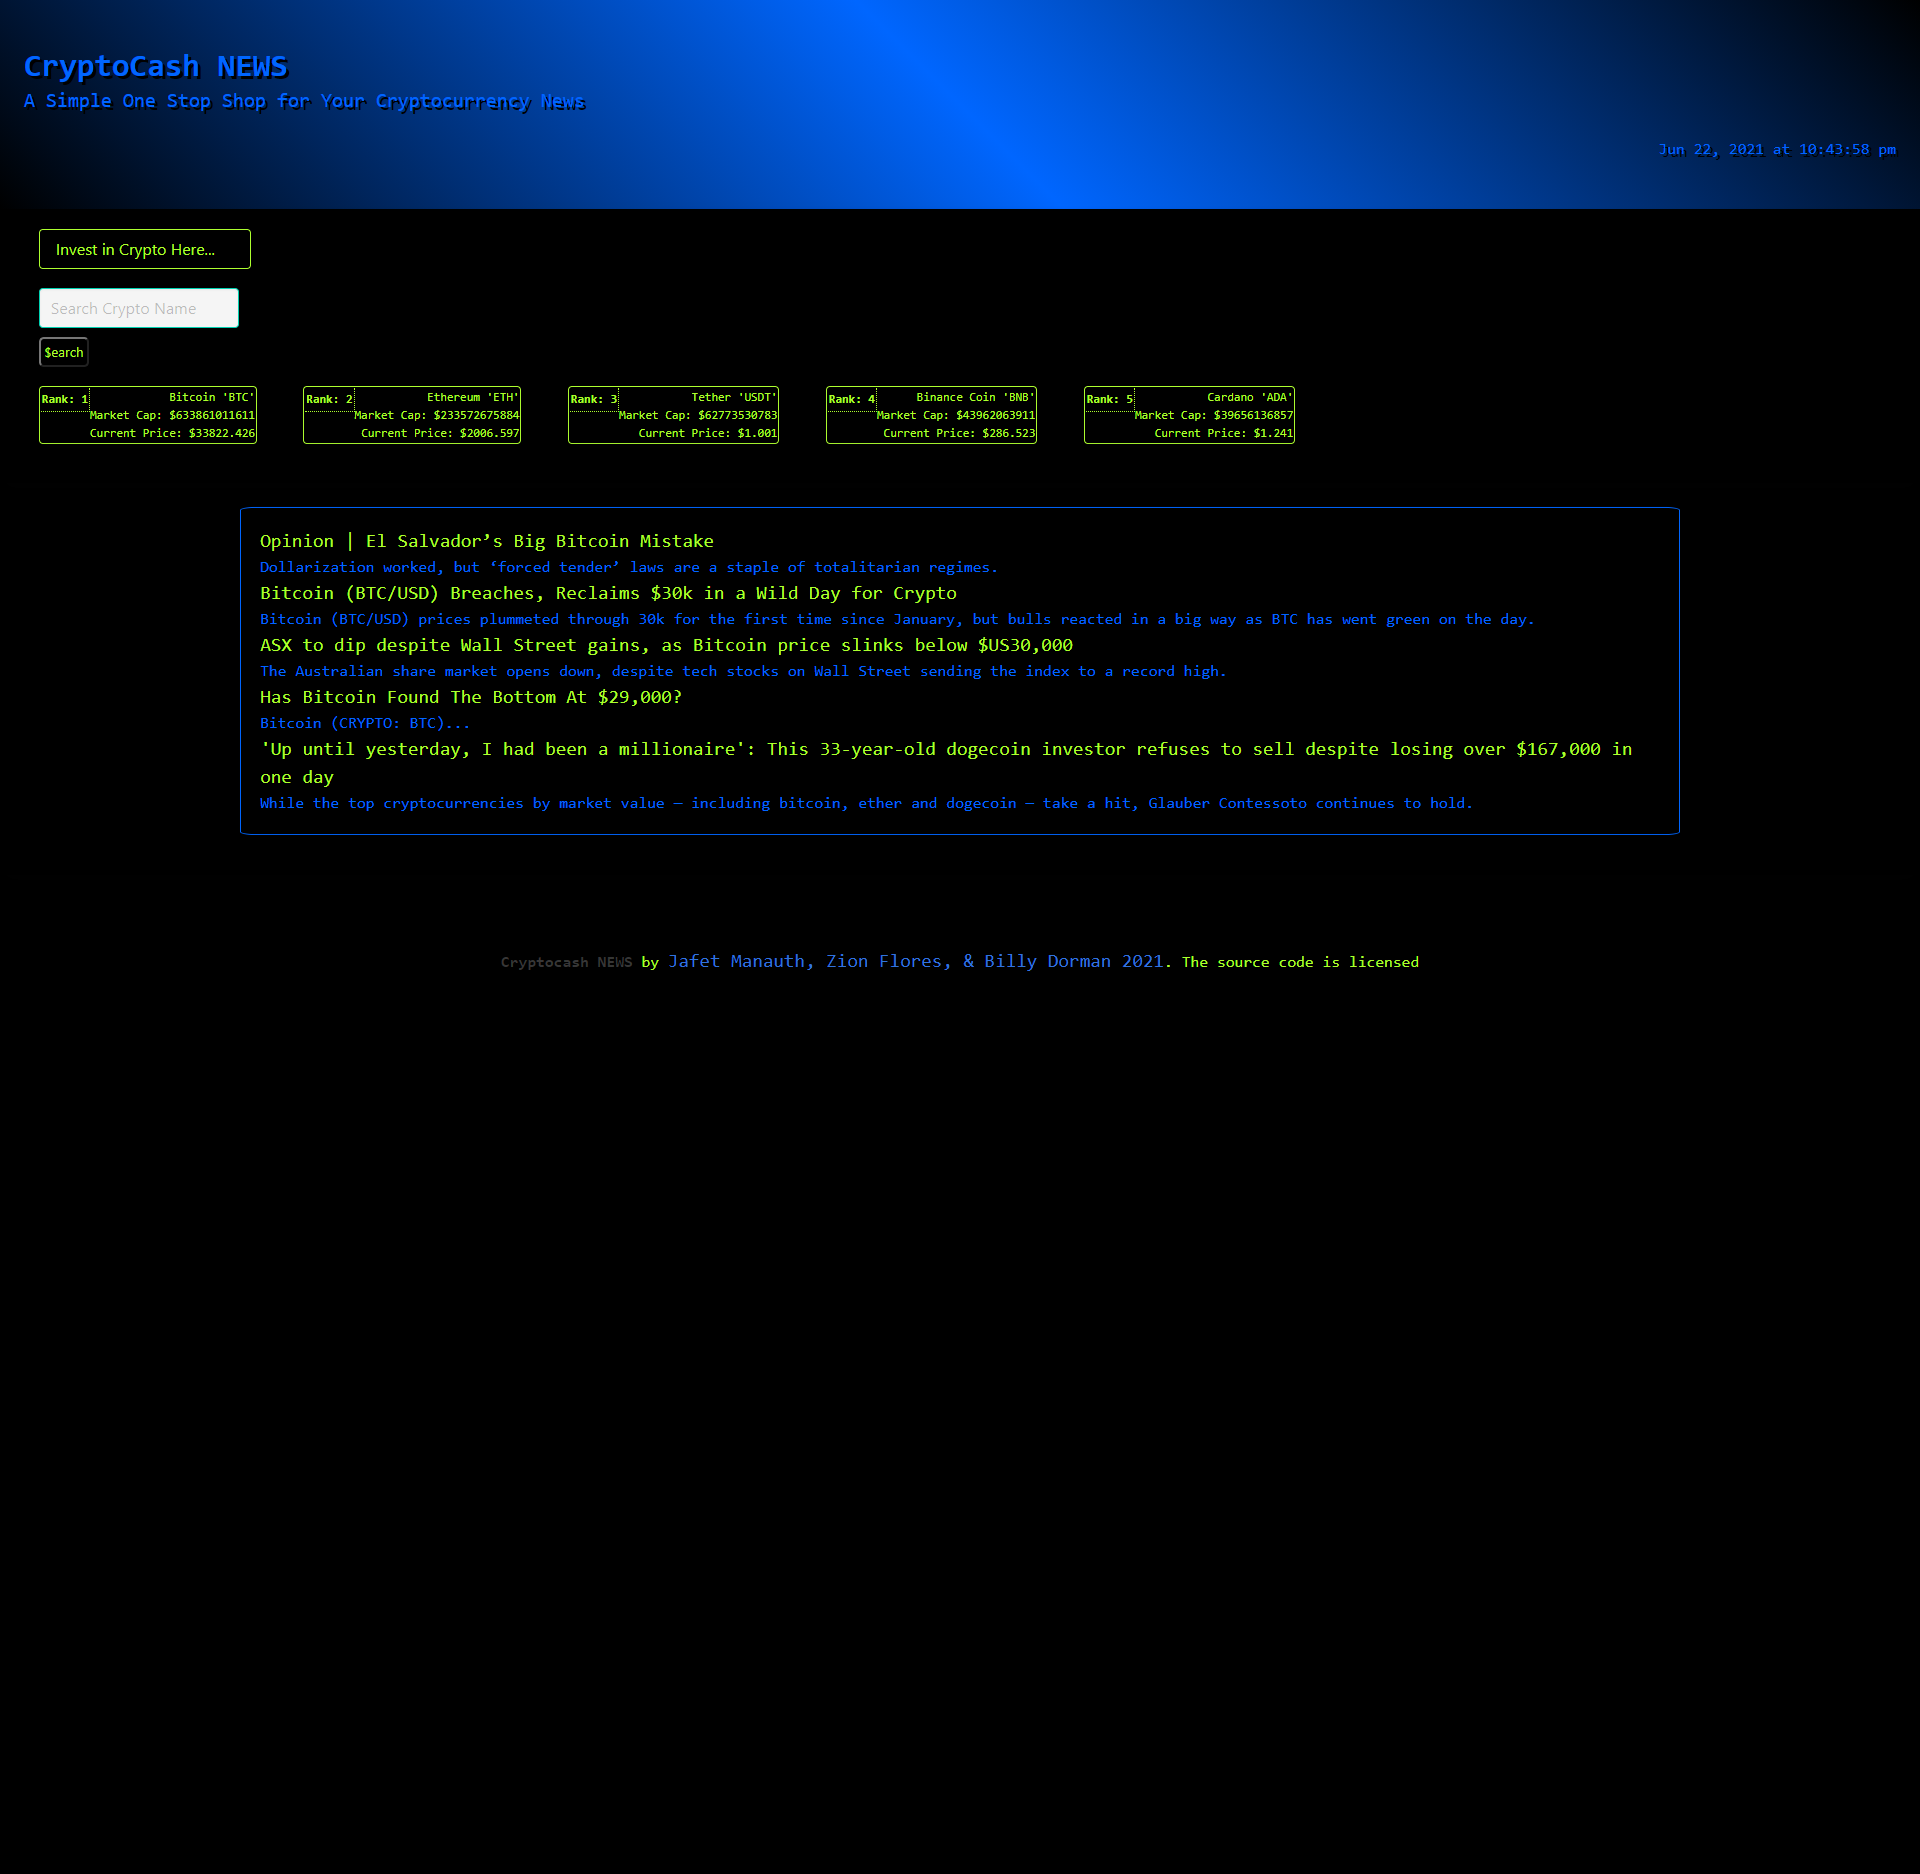 CryptoCash NEWS
A Simple One Stop Shop for Your Cryptocurrency News
Jun 22, 2021 at 10:43:58 pm
Invest in Crypto Here...
Search Crypto Name
$earch
Rank: 1
Bitcoin 'BTC'
Market Cap: $633861011611
Current Price: $33822.426
Rank: 2
Ethereum 'ETH'
Market Cap: $233572675884
Current Price: $2006.597
Rank: 3
Tether 'USDT'
Market Cap: $62773530783
Current Price: $1.001
Rank: 4
Binance Coin 'BNB'
Market Cap: $43962063911
Current Price: $286.523
Rank: 5
Cardano 'ADA'
Market Cap: $39656136857
Current Price: $1.241
Opinion | El Salvador’s Big Bitcoin Mistake
Dollarization worked, but ‘forced tender’ laws are a staple of totalitarian regimes.
Bitcoin (BTC/USD) Breaches, Reclaims $30k in a Wild Day for Crypto
Bitcoin (BTC/USD) prices plummeted through 30k for the first time since January, but bulls reacted in a big way as BTC has went green on the day.
ASX to dip despite Wall Street gains, as Bitcoin price slinks below $US30,000
The Australian share market opens down, despite tech stocks on Wall Street sending the index to a record high.
Has Bitcoin Found The Bottom At $29,000?
Bitcoin (CRYPTO: BTC)...
'Up until yesterday, I had been a millionaire': This 33-year-old dogecoin investor refuses to sell despite losing over $167,000 in
one day
While the top cryptocurrencies by market value — including bitcoin, ether and dogecoin — take a hit, Glauber Contessoto continues to hold.
Cryptocash NEWS by Jafet Manauth, Zion Flores, & Billy Dorman 2021. The source code is licensed